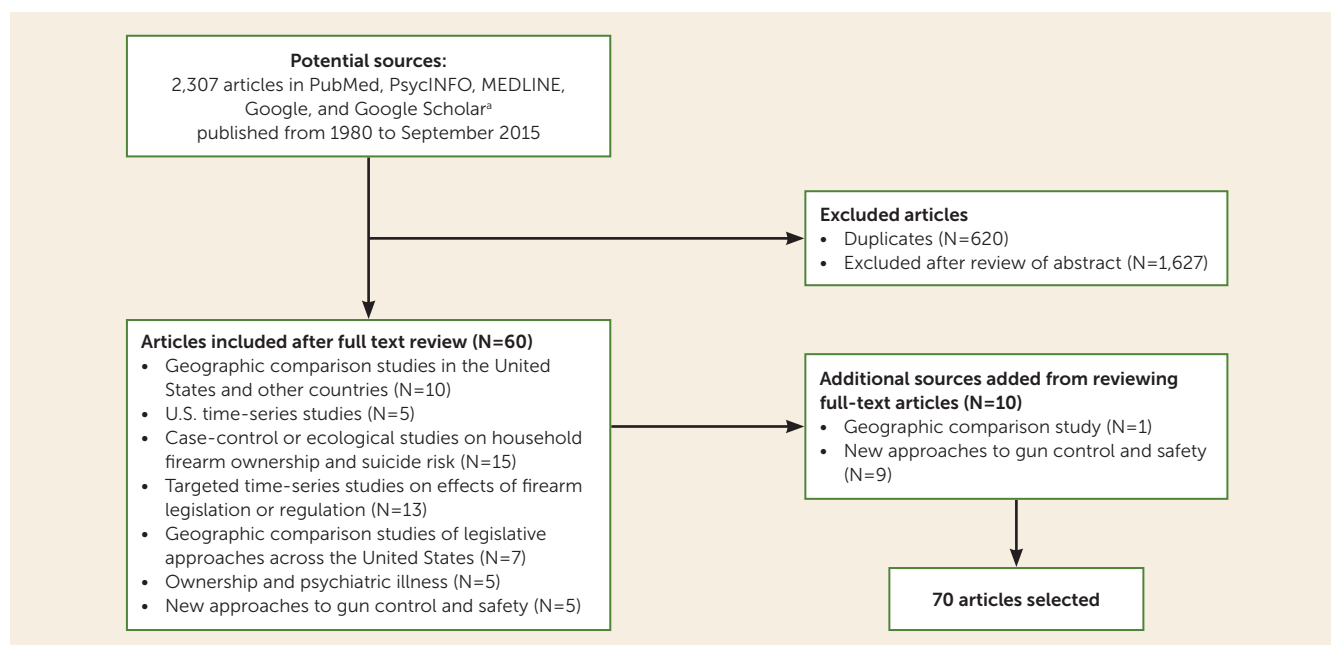 Potential sources:
2,307 articles in PubMed, PsycINFO, MEDLINE,
Google, and Google Scholarᵃ
published from 1980 to September 2015
Excluded articles
• Duplicates (N=620)
• Excluded after review of abstract (N=1,627)
Articles included after full text review (N=60)
• Geographic comparison studies in the United
States and other countries (N=10)
• U.S. time-series studies (N=5)
• Case-control or ecological studies on household
firearm ownership and suicide risk (N=15)
• Targeted time-series studies on effects of firearm
legislation or regulation (N=13)
• Geographic comparison studies of legislative
approaches across the United States (N=7)
• Ownership and psychiatric illness (N=5)
• New approaches to gun control and safety (N=5)
Additional sources added from reviewing
full-text articles (N=10)
• Geographic comparison study (N=1)
• New approaches to gun control and safety
(N=9)
70 articles selected